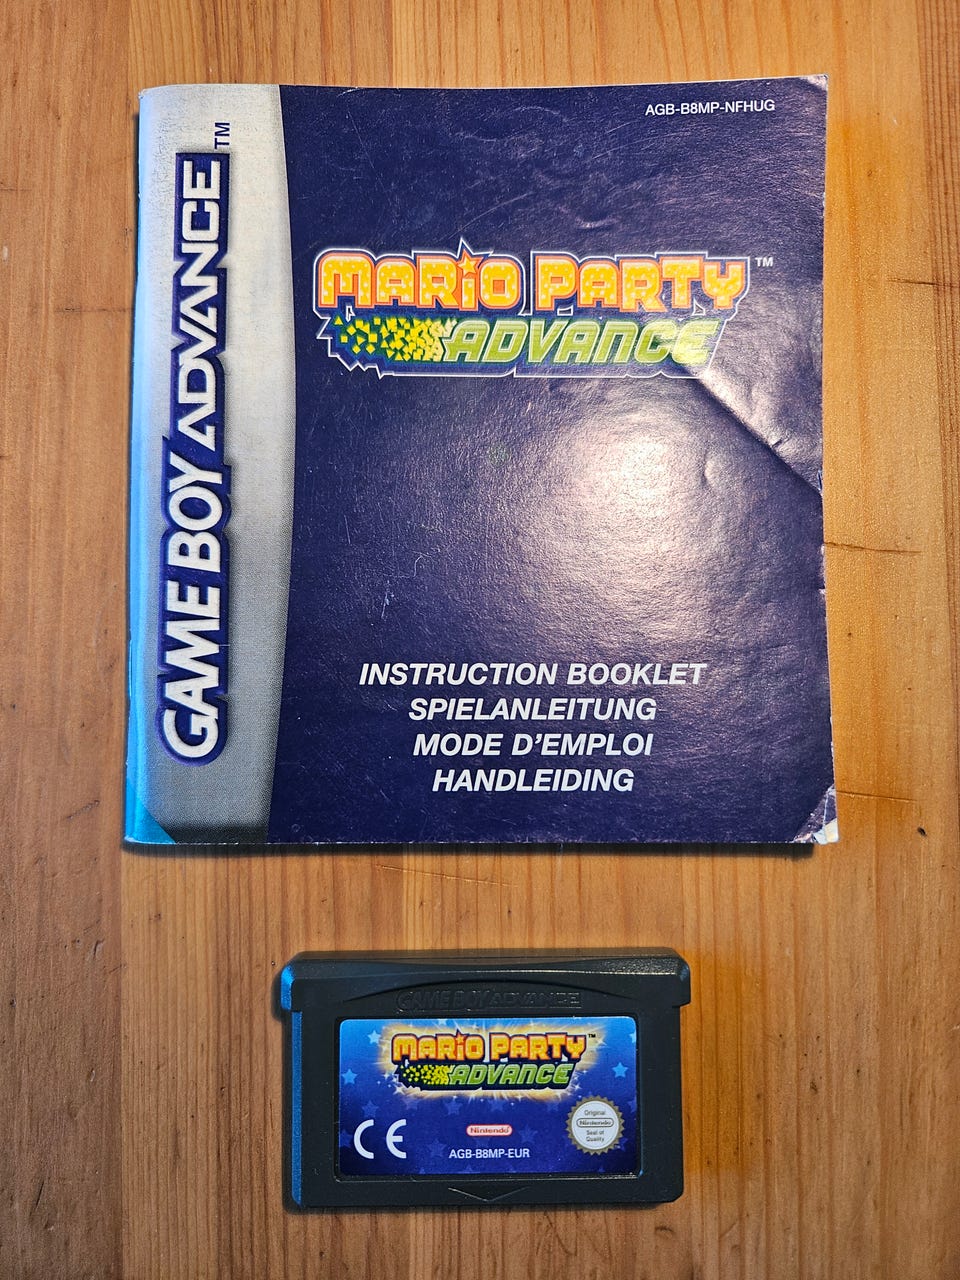 AGB-B8MP-NFHUG
GAME BOY ADVANCE™
MARIO PARTY™
ADVANCE
INSTRUCTION BOOKLET
SPIELANLEITUNG
MODE D'EMPLOI
HANDLEIDING
GAME BOY ADVANCE
MARIO PARTY™
ADVANCE
CE
Nintendo
Original
Nintendo
Seal of
Quality
AGB-B8MP-EUR